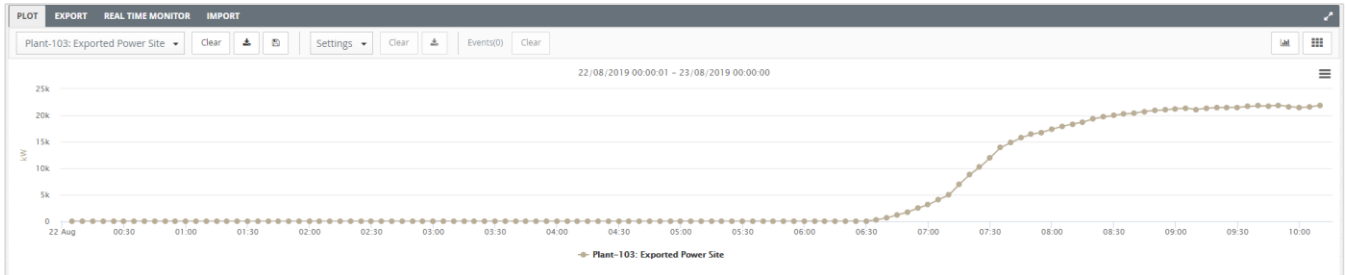 PLOT EXPORT REAL TIME MONITOR IMPORT
Plant-103: Exported Power Site Clear Settings Clear Events(0) Clear
22/08/2019 00:00:01 - 23/08/2019 00:00:00
25k
20k
15k
kW
10k
5k
0
22 Aug 00:30 01:00 01:30 02:00 02:30 03:00 03:30 04:00 04:30 05:00 05:30 06:00 06:30 07:00 07:30 08:00 08:30 09:00 09:30 10:00
Plant-103: Exported Power Site